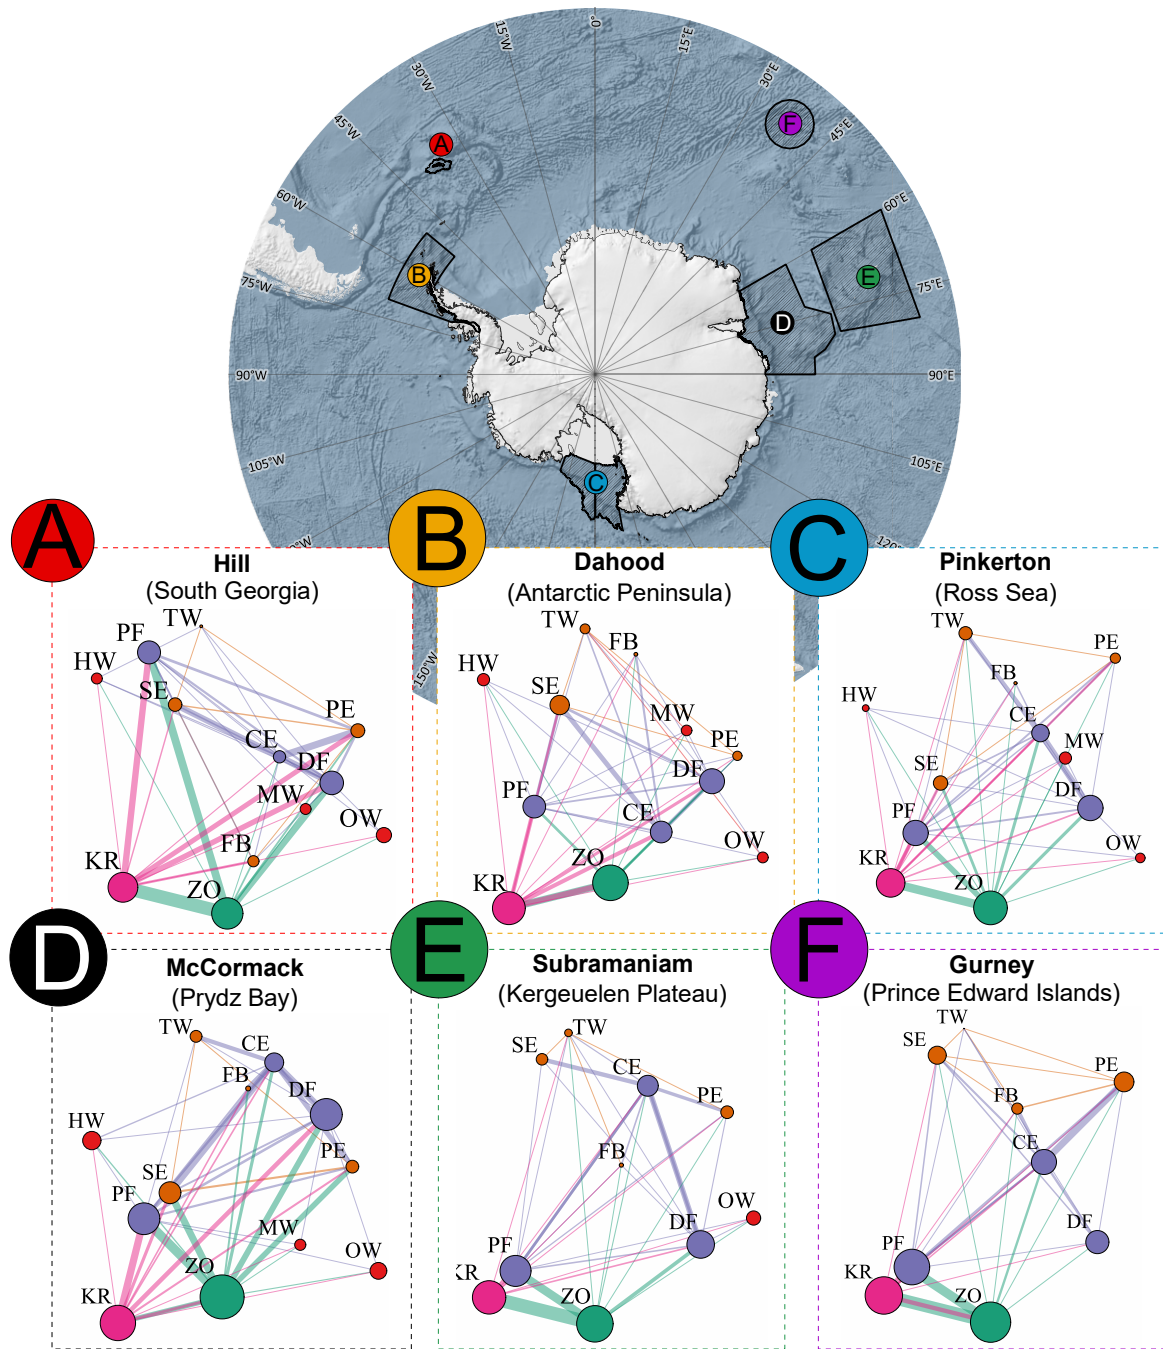 0°
15°W
15°E
30°W
30°E
45°W
45°E
A
F
60°W
60°E
B
E
75°W
75°E
D
90°W
90°E
105°W
105°E
C
°W
120°
150°W
A
B
C
Hill
(South Georgia)
TW
PF
HW
SE
PE
CE
DF
MW
OW
FB
KR
ZO
Dahood
(Antarctic Peninsula)
TW
FB
HW
SE
MW
PE
DF
PF
CE
ZO
OW
KR
Pinkerton
(Ross Sea)
TW
PE
FB
HW
CE
MW
SE
DF
PF
OW
KR
ZO
D
E
F
McCormack
(Prydz Bay)
TW
CE
FB
DF
HW
PE
SE
PF
MW
OW
ZO
KR
Subramaniam
(Kergeuelen Plateau)
TW
SE
CE
PE
FB
OW
DF
PF
KR
ZO
Gurney
(Prince Edward Islands)
TW
SE
PE
FB
CE
DF
PF
KR
ZO